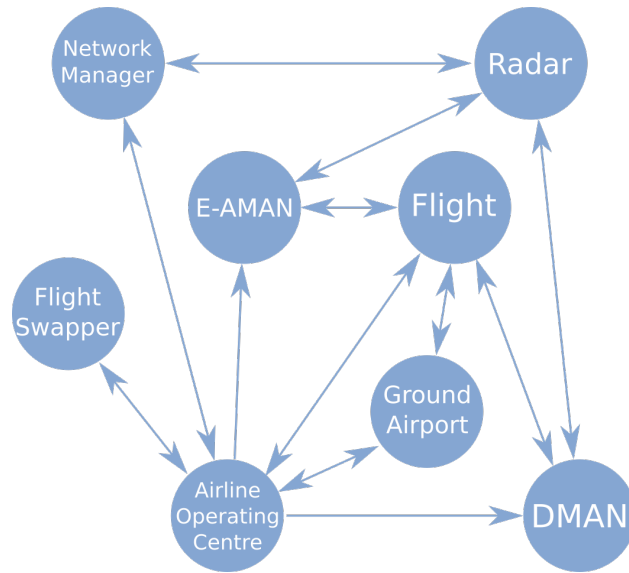 Network
Manager
Radar
E-AMAN
Flight
Flight
Swapper
Ground
Airport
Airline
Operating
Centre
DMAN